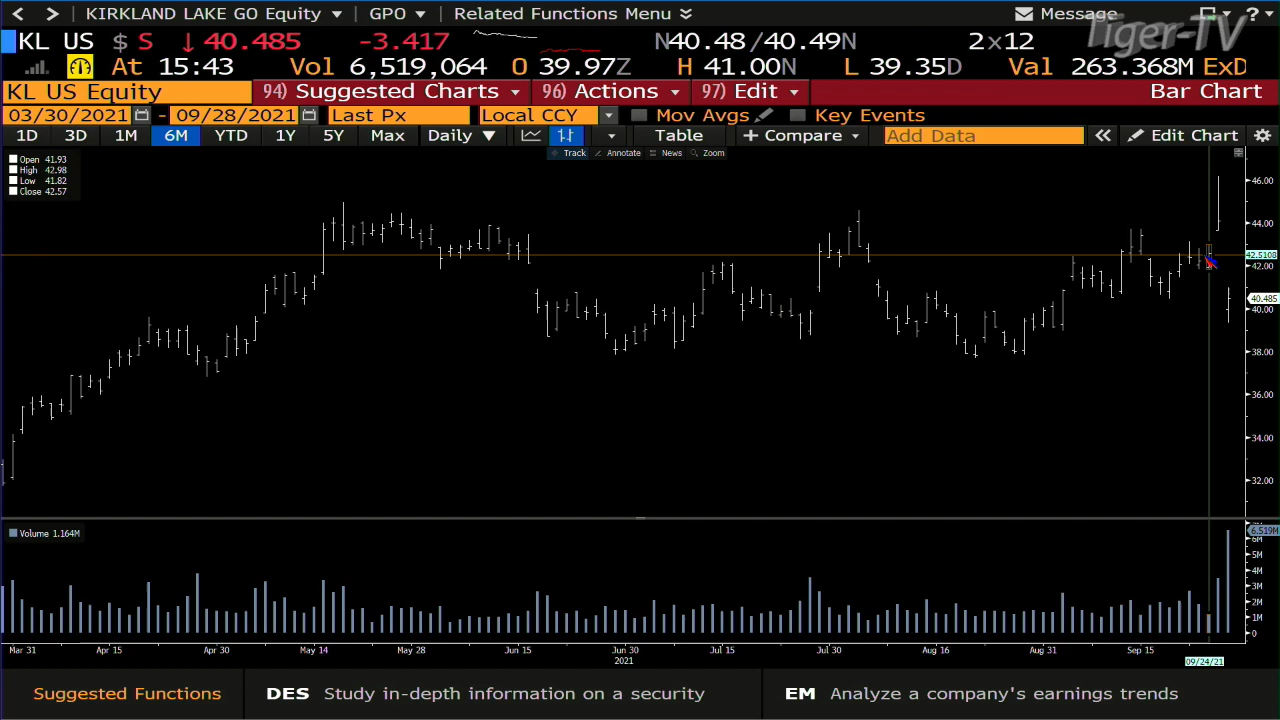 KIRKLAND LAKE GO Equity GPO Related Functions Menu Message ?
Tiger-TV
KL US $ S ↓ 40.485 -3.417 N40.48/40.49N 2×12
At 15:43 Vol 6,519,064 O 39.97Z H 41.00N L 39.35D Val 263.368M ExD
KL US Equity 94) Suggested Charts 96) Actions 97) Edit Bar Chart
03/30/2021 - 09/28/2021 Last Px Local CCY Mov Avgs Key Events
1D 3D 1M 6M YTD 1Y 5Y Max Daily ▼ Table + Compare Add Data « Edit Chart
Track Annotate News Zoom
Open 41.93
High 42.98
Low 41.82
Close 42.57
46.00
44.00
42.5108
42.00
40.485
40.00
38.00
36.00
34.00
32.00
Volume 1.164M
6.519M
6M
5M
4M
3M
2M
1M
0
Mar 31 Apr 15 Apr 30 May 14 May 28 Jun 15 Jun 30 Jul 15 Jul 30 Aug 16 Aug 31 Sep 15
2021 09/24/21
Suggested Functions DES Study in-depth information on a security EM Analyze a company's earnings trends